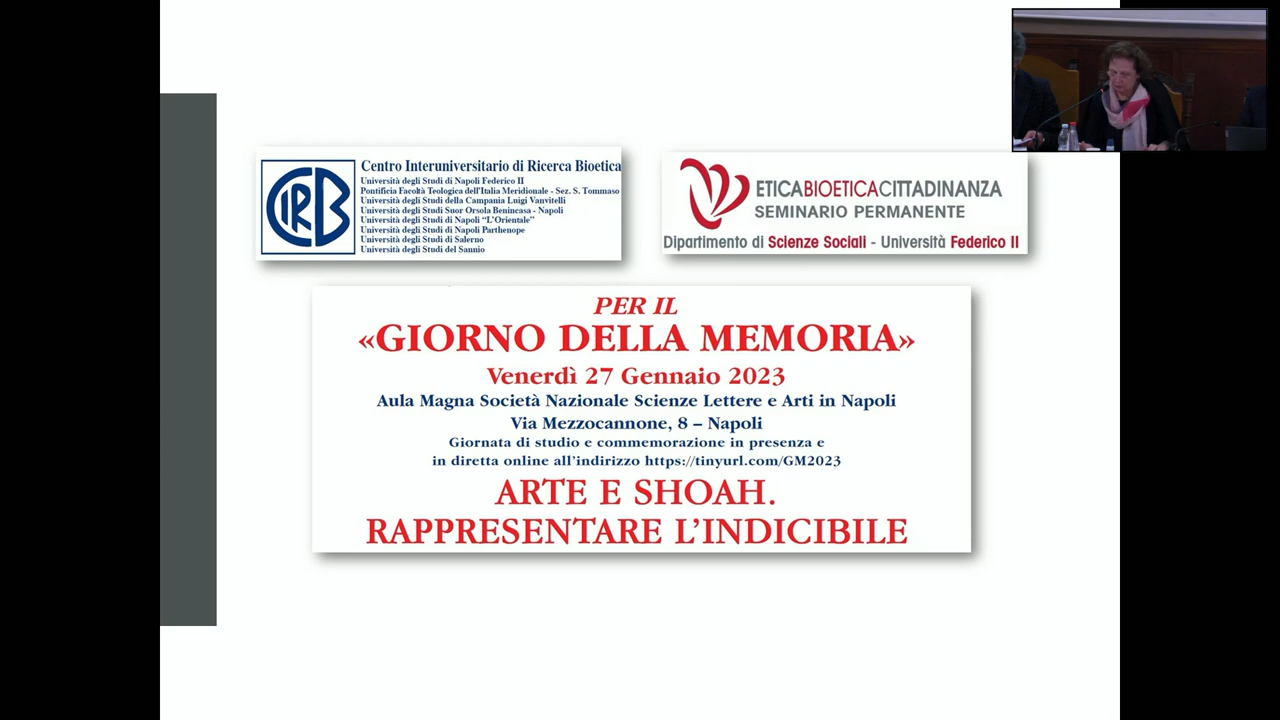 CIRB
Centro Interuniversitario di Ricerca Bioetica
Università degli Studi di Napoli Federico II
Pontificia Facoltà Teologica dell'Italia Meridionale - Sez. S. Tommaso
Università degli Studi della Campania Luigi Vanvitelli
Università degli Studi Suor Orsola Benincasa - Napoli
Università degli Studi di Napoli "L'Orientale"
Università degli Studi di Napoli Parthenope
Università degli Studi di Salerno
Università degli Studi del Sannio
ETICABIOETICACITTADINANZA
SEMINARIO PERMANENTE
Dipartimento di Scienze Sociali - Università Federico II
PER IL
«GIORNO DELLA MEMORIA»
Venerdì 27 Gennaio 2023
Aula Magna Società Nazionale Scienze Lettere e Arti in Napoli
Via Mezzocannone, 8 – Napoli
Giornata di studio e commemorazione in presenza e
in diretta online all'indirizzo https://tinyurl.com/GM2023
ARTE E SHOAH.
RAPPRESENTARE L'INDICIBILE